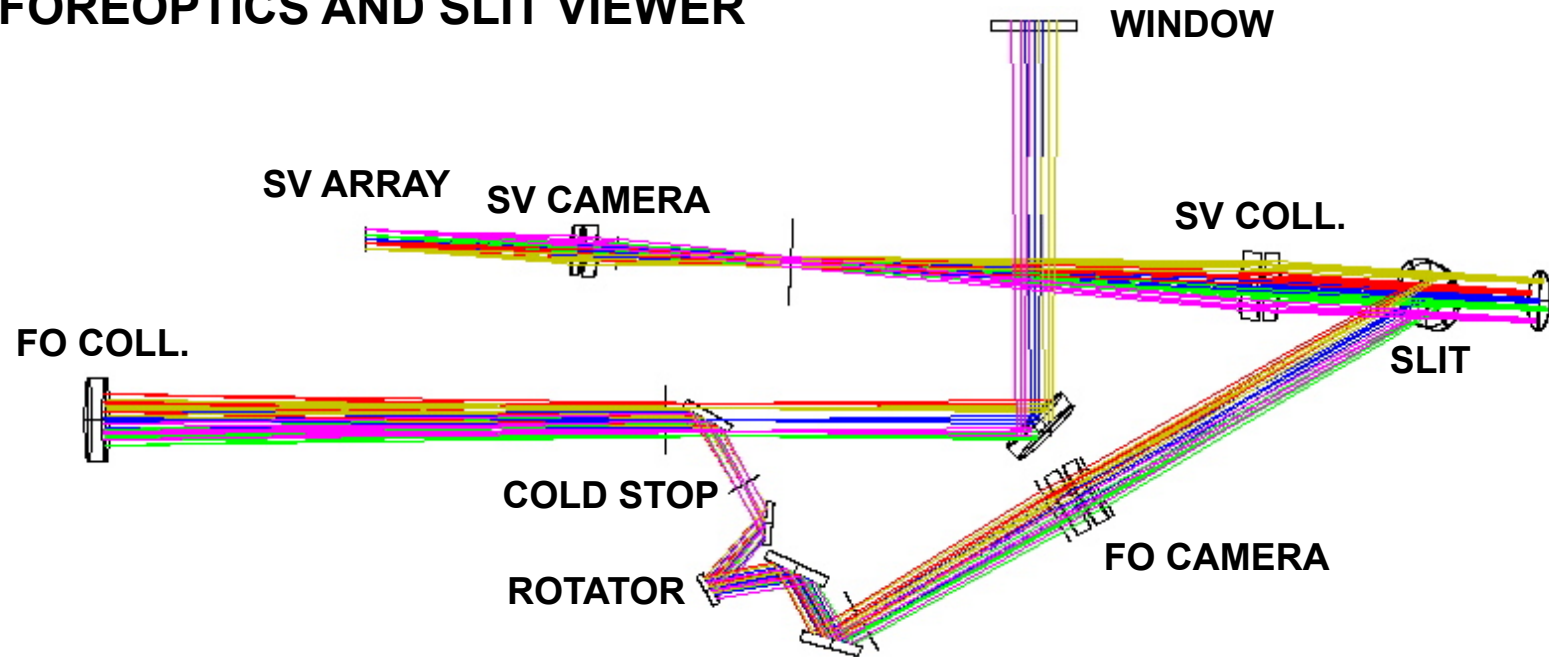 FOREOPTICS AND SLIT VIEWER
WINDOW
SV ARRAY
SV CAMERA
SV COLL.
FO COLL.
SLIT
COLD STOP
FO CAMERA
ROTATOR